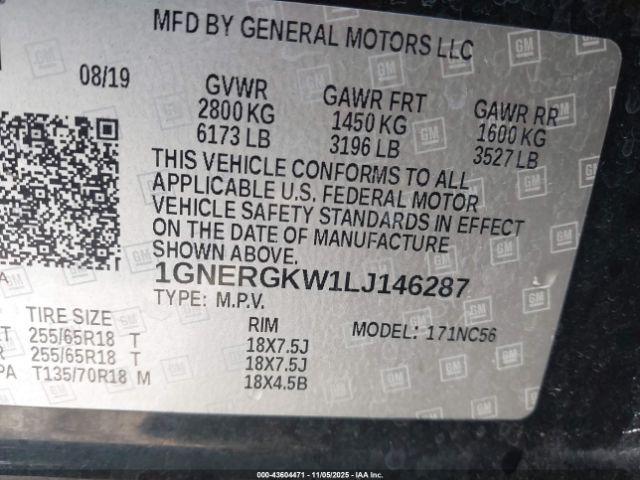 MFD BY GENERAL MOTORS LLC
08/19 GVWR GAWR FRT GAWR RR
2800 KG 1450 KG 1600 KG
6173 LB 3196 LB 3527 LB
THIS VEHICLE CONFORMS TO ALL
APPLICABLE U.S. FEDERAL MOTOR
VEHICLE SAFETY STANDARDS IN EFFECT
ON THE DATE OF MANUFACTURE
SHOWN ABOVE.
1GNERGKW1LJ146287
TYPE: M.P.V.
TIRE SIZE RIM MODEL: 171NC56
255/65R18 T 18X7.5J
255/65R18 T 18X7.5J
T135/70R18 M 18X4.5B
GM
000-43604471 - 11/05/2025 - IAA Inc.